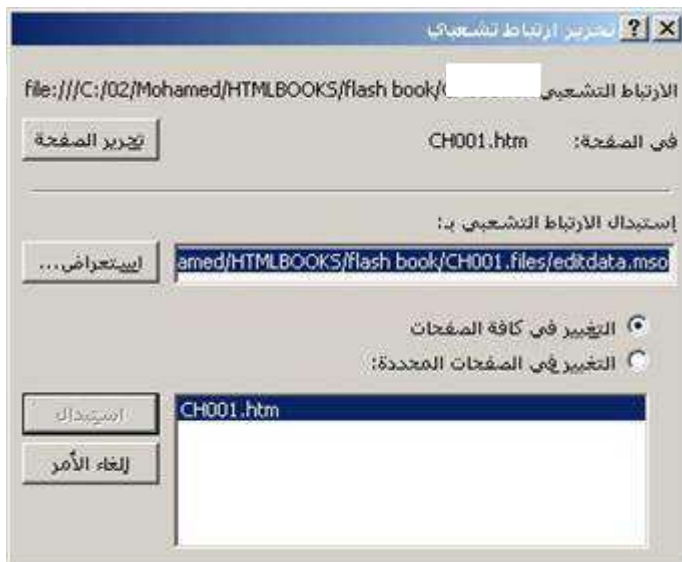 تحرير ارتباط تشعبي
الارتباط التشعبي file:///C:/02/Mohamed/HTMLBOOKS/flash book/
في الصفحة: CH001.htm
تحرير الصفحة
إستبدال الارتباط التشعبي بـ:
amed/HTMLBOOKS/flash book/CH001.files/editdata.mso
إستعراض...
التغيير في كافة الصفحات
التغيير في الصفحات المحددة:
CH001.htm
استبدال
إلغاء الأمر